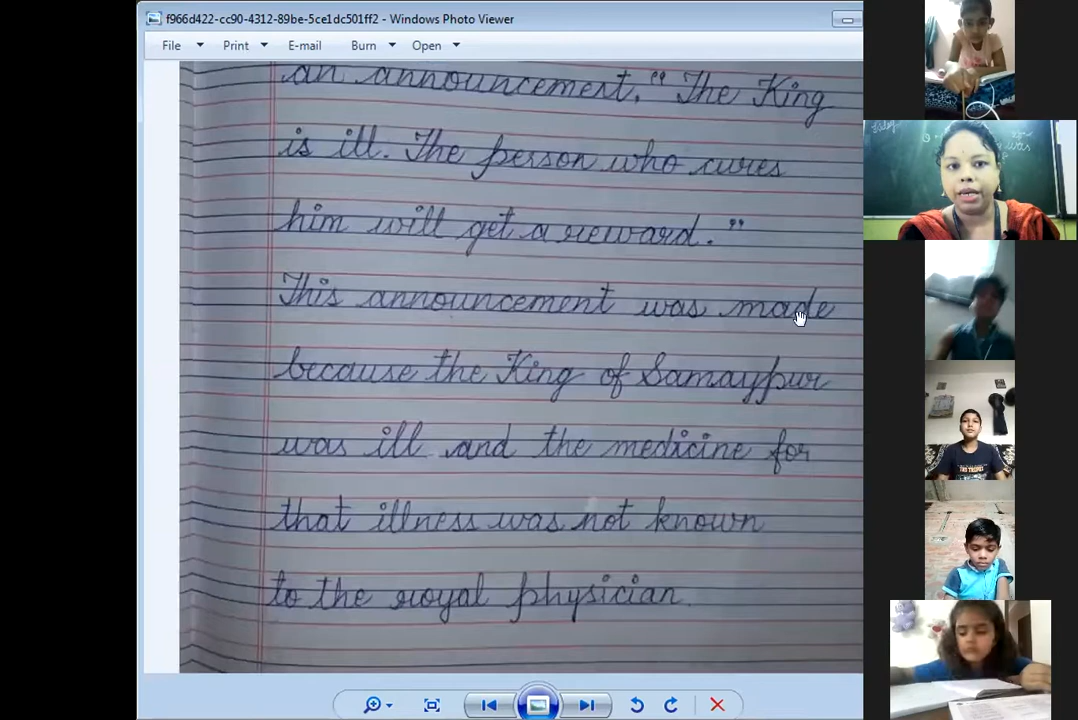 f966d422-cc90-4312-89be-5ce1dc501ff2 - Windows Photo Viewer
File Print E-mail Burn Open
an announcement, " The King
is ill. The person who cures
him will get a reward. "
This announcement was made
because the King of Samaypur
was ill and the medicine for
that illness was not known
to the royal physician.